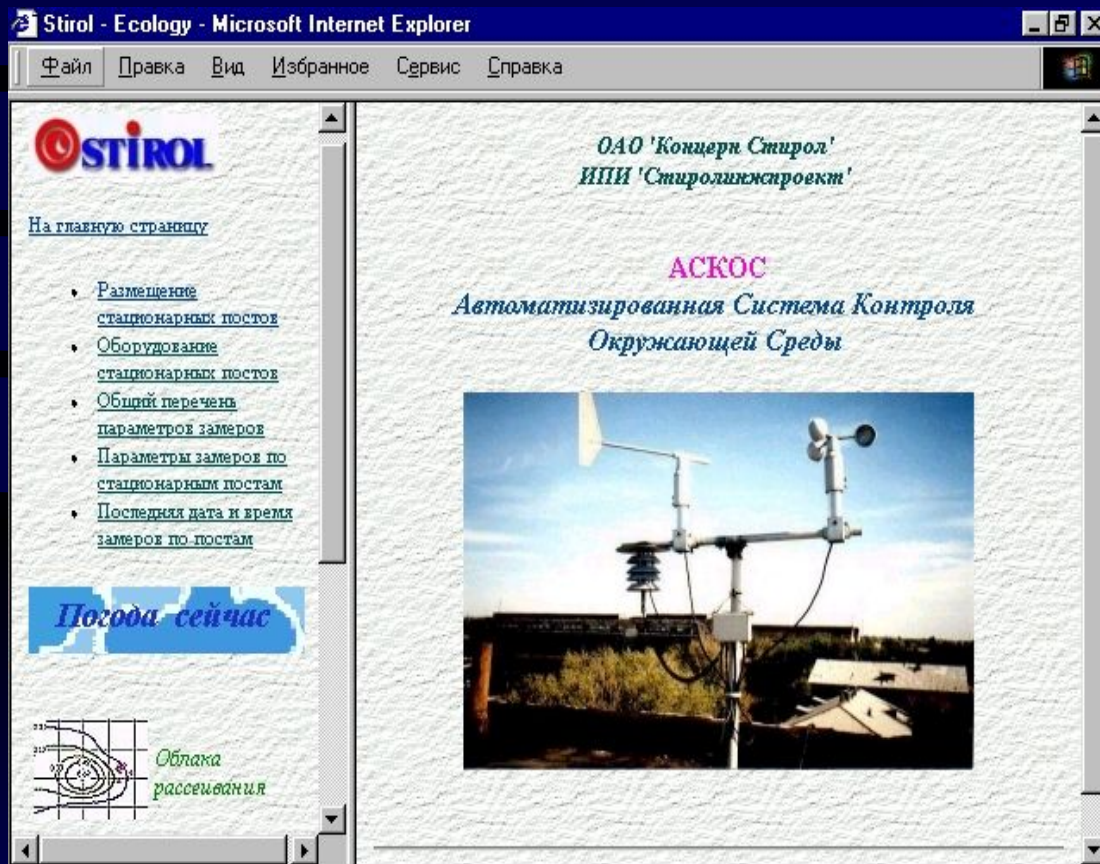 Stirol - Ecology - Microsoft Internet Explorer
Файл Правка Вид Избранное Сервис Справка
STIROL
На главную страницу
Размещение
стационарных постов
Оборудование
стационарных постов
Общий перечень
параметров замеров
Параметры замеров по
стационарным постам
Последняя дата и время
замеров по постам
Погода сейчас
Облака
рассеивания
ОАО 'Концерн Стирол'
ИПИ 'Стиролинжпроект'
АСКОС
Автоматизированная Система Контроля
Окружающей Среды